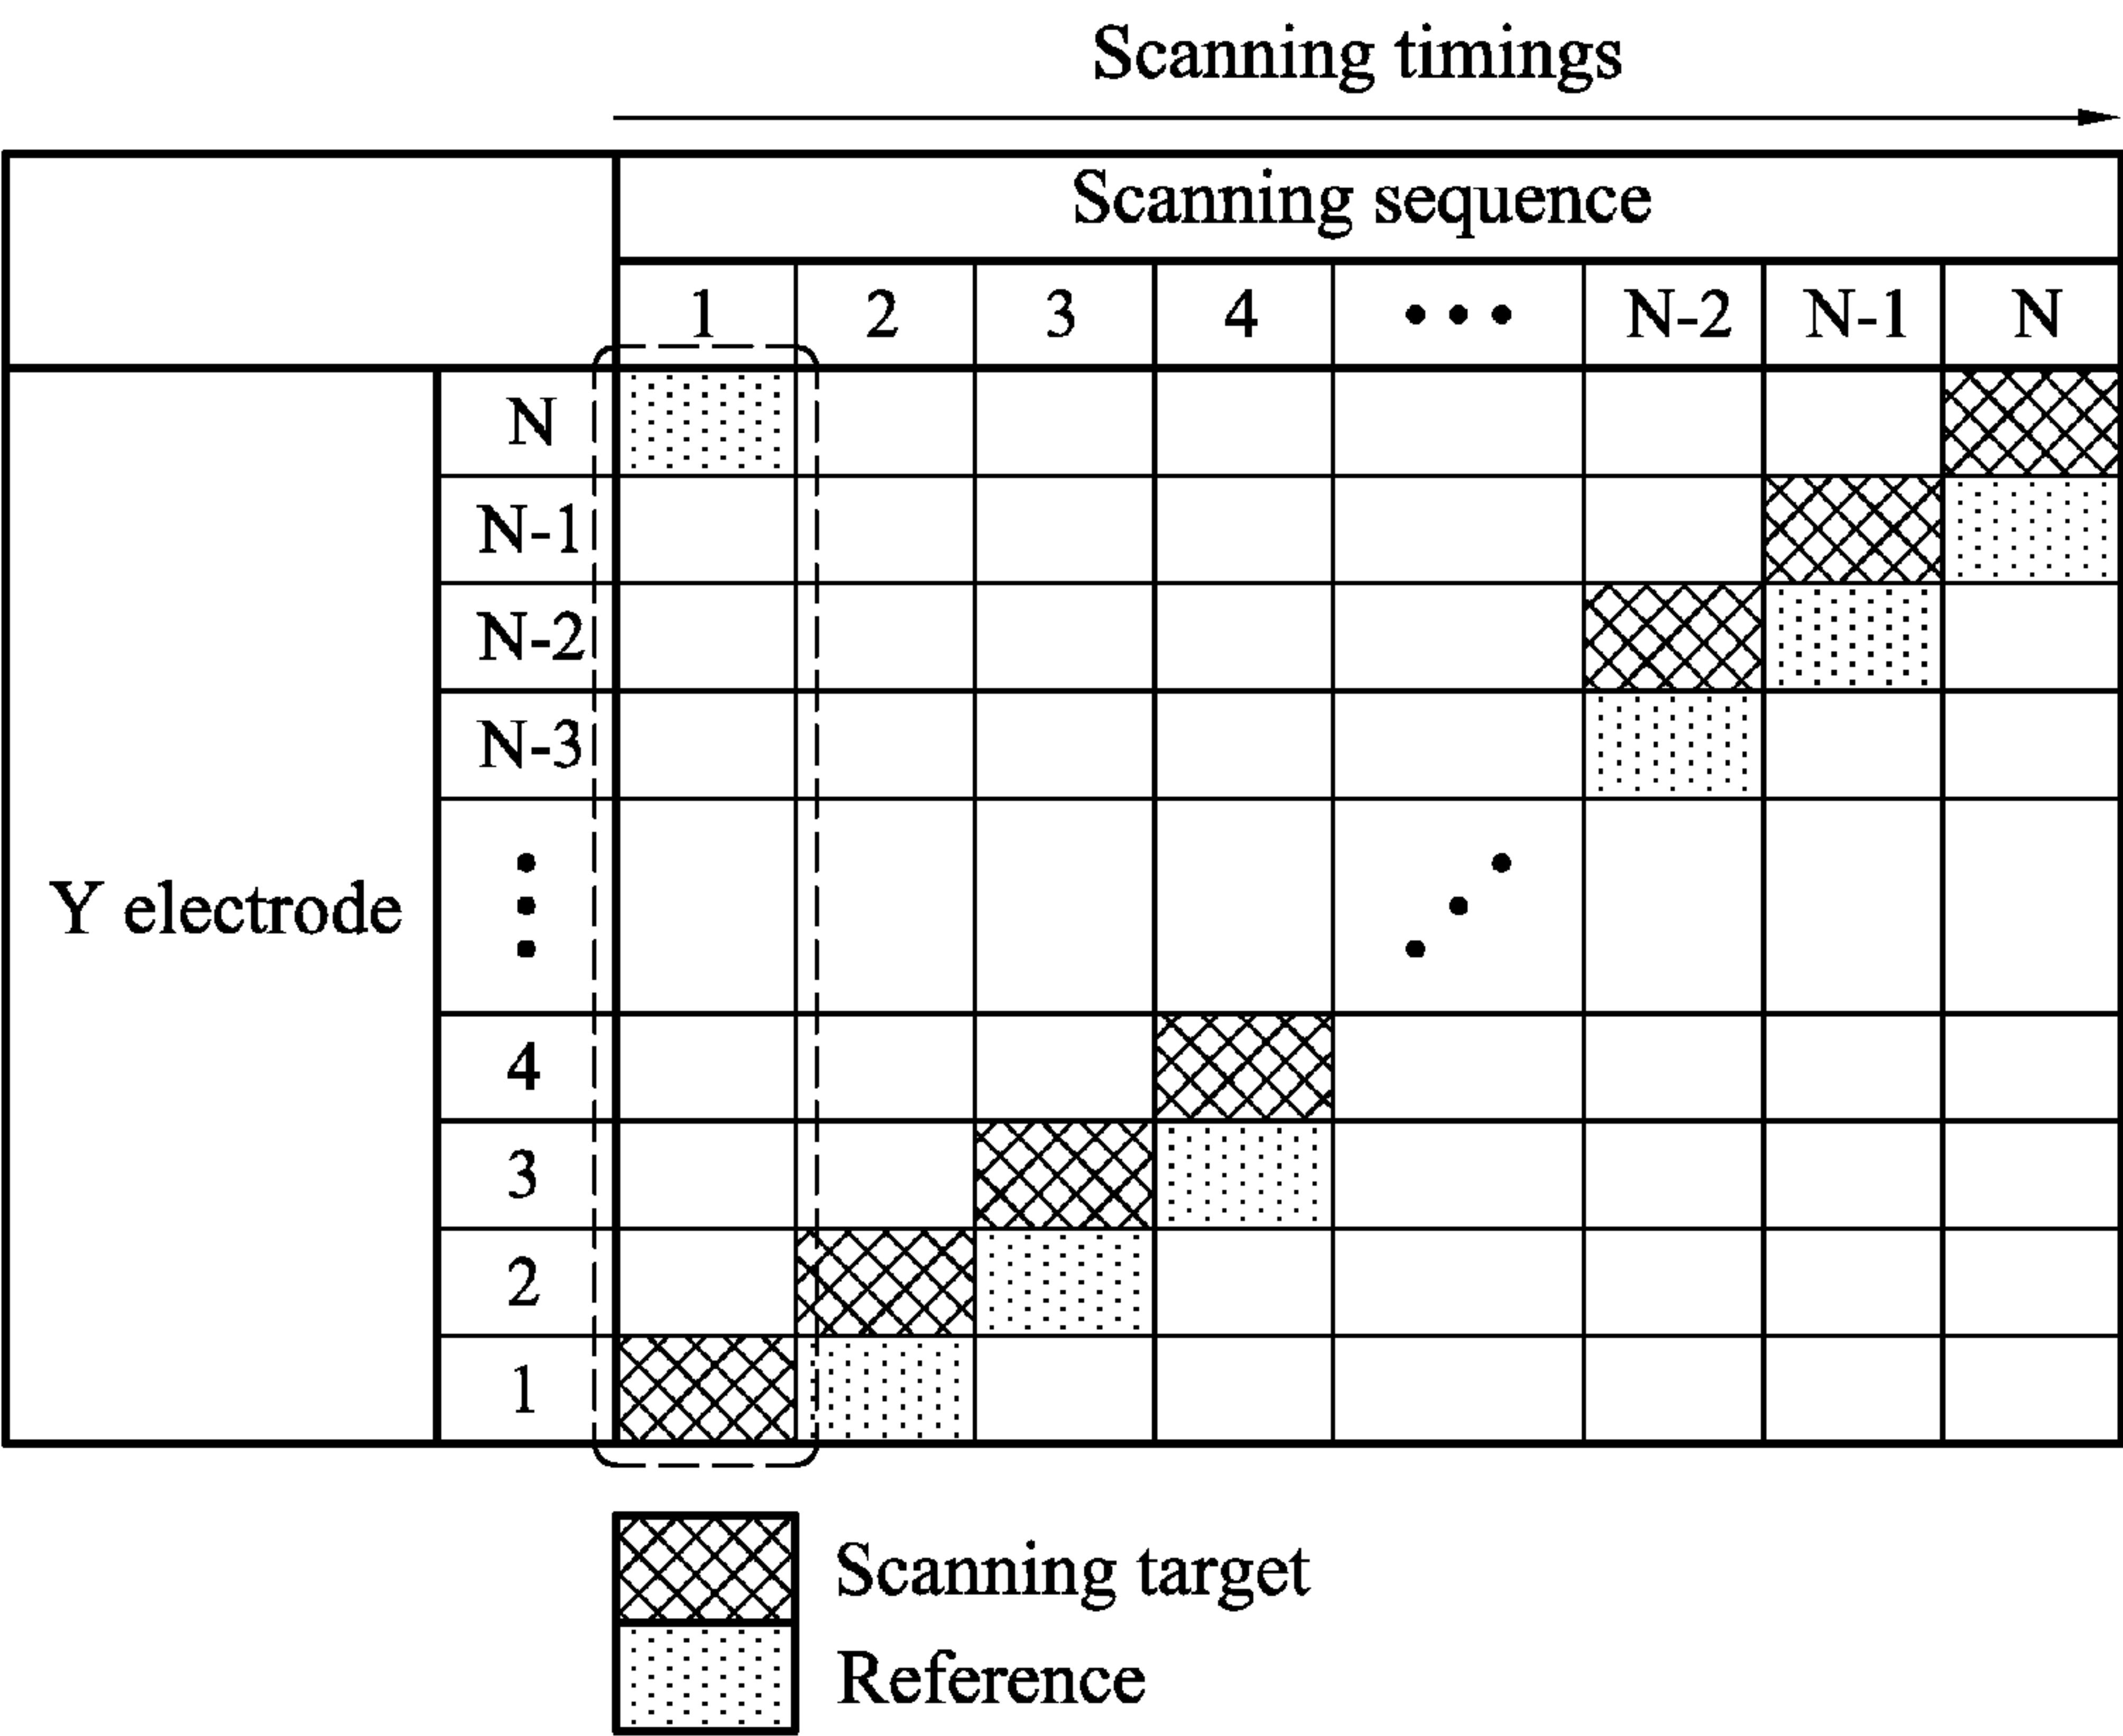 Scanning timings
Scanning sequence
1 2 3 4 • • • N-2 N-1 N
N
N-1
N-2
N-3
Y electrode
4
3
2
1
Scanning target
Reference